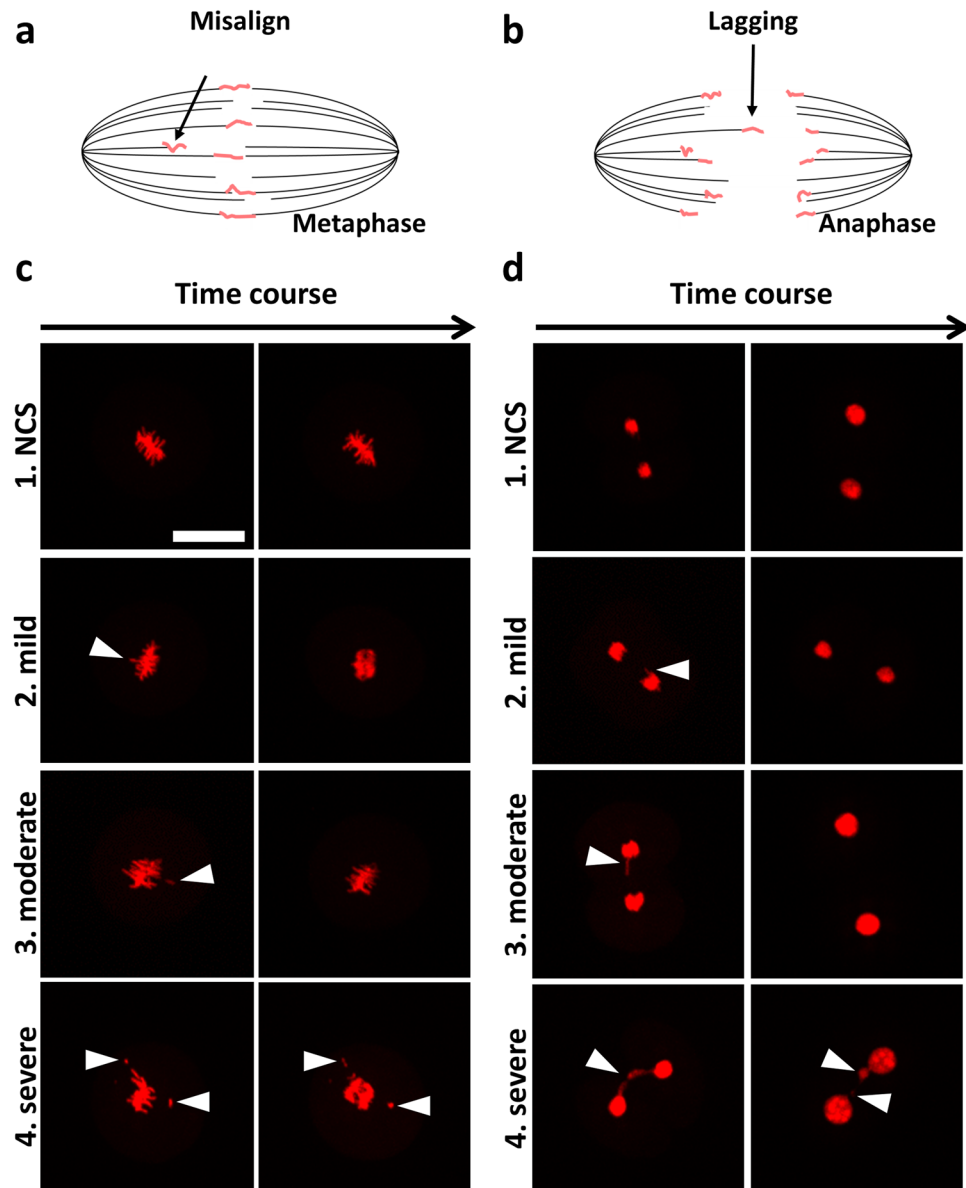 a
Misalign
Metaphase
b
Lagging
Anaphase
c
Time course
1. NCS
2. mild
3. moderate
4. severe
d
Time course
1. NCS
2. mild
3. moderate
4. severe